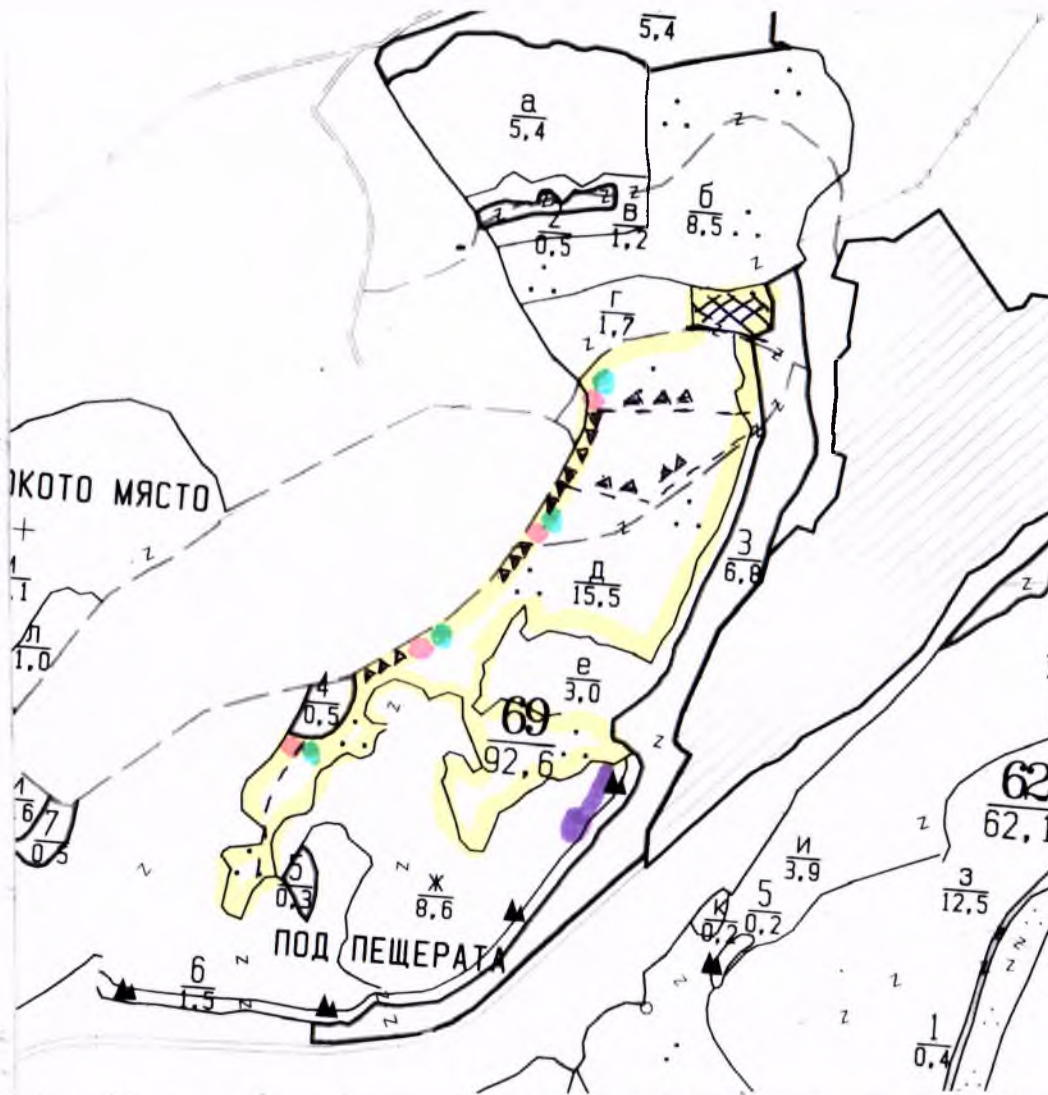 5,4
а
5,4
б
8,5
2
0,5
в
1,2
г
1,7
ОКОТО МЯСТО
З
6,8
Д
15,5
Л
1,0
е
3,0
4
0,5
69
92,6
7
0,5
62
62,1
и
3,9
5
0,3
ж
8,6
К
0,2
5
0,2
з
12,5
ПОД ПЕЩЕРАТА
6
1,5
1
0,4